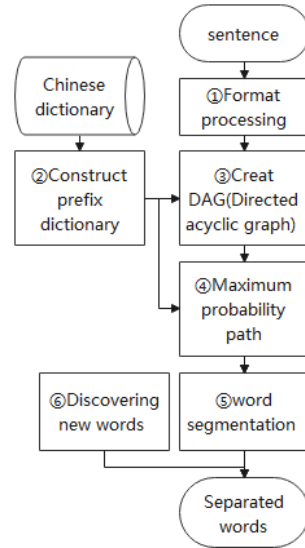 sentence
Chinese
dictionary
①Format
processing
②Construct
prefix
dictionary
③Creat
DAG(Directed
acyclic graph)
④Maximum
probability
path
⑥Discovering
new words
⑤word
segmentation
Separated
words